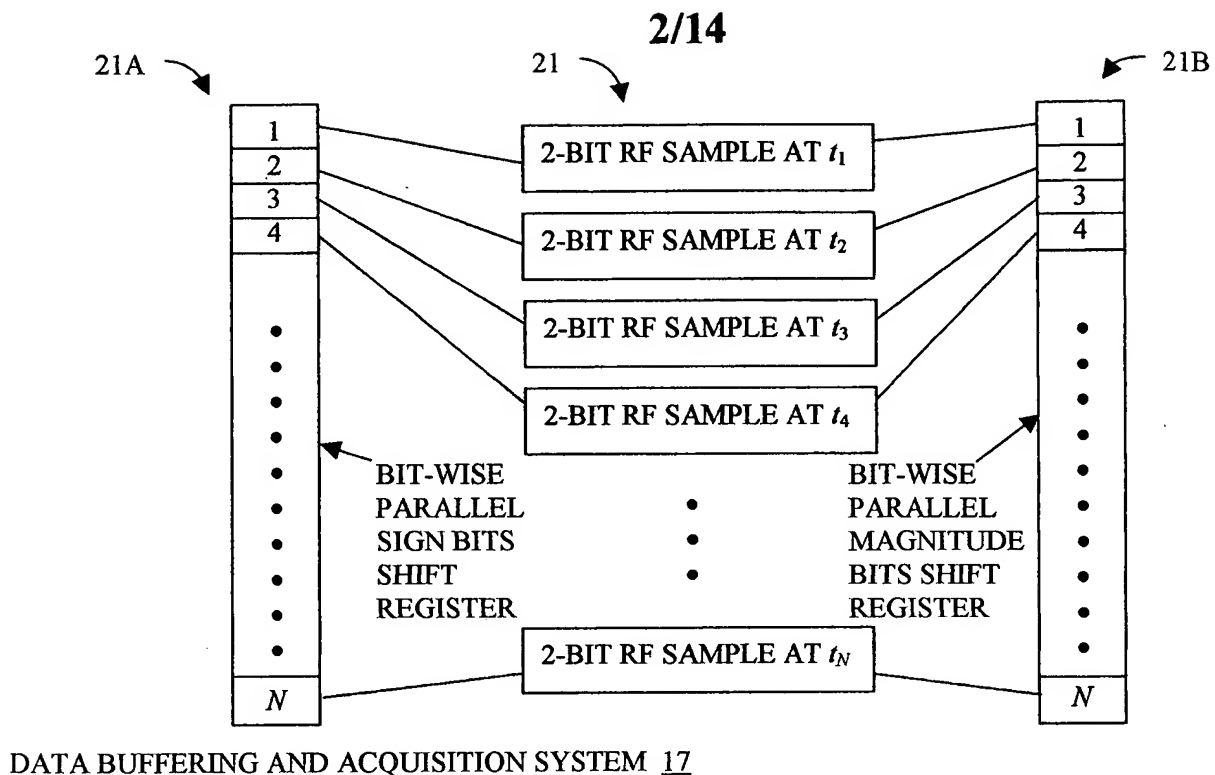 2/14
21A
21
21B
1
2
3
4
N
2-BIT RF SAMPLE AT t1
2-BIT RF SAMPLE AT t2
2-BIT RF SAMPLE AT t3
2-BIT RF SAMPLE AT t4
2-BIT RF SAMPLE AT tN
1
2
3
4
N
BIT-WISE
PARALLEL
SIGN BITS
SHIFT
REGISTER
BIT-WISE
PARALLEL
MAGNITUDE
BITS SHIFT
REGISTER
DATA BUFFERING AND ACQUISITION SYSTEM 17